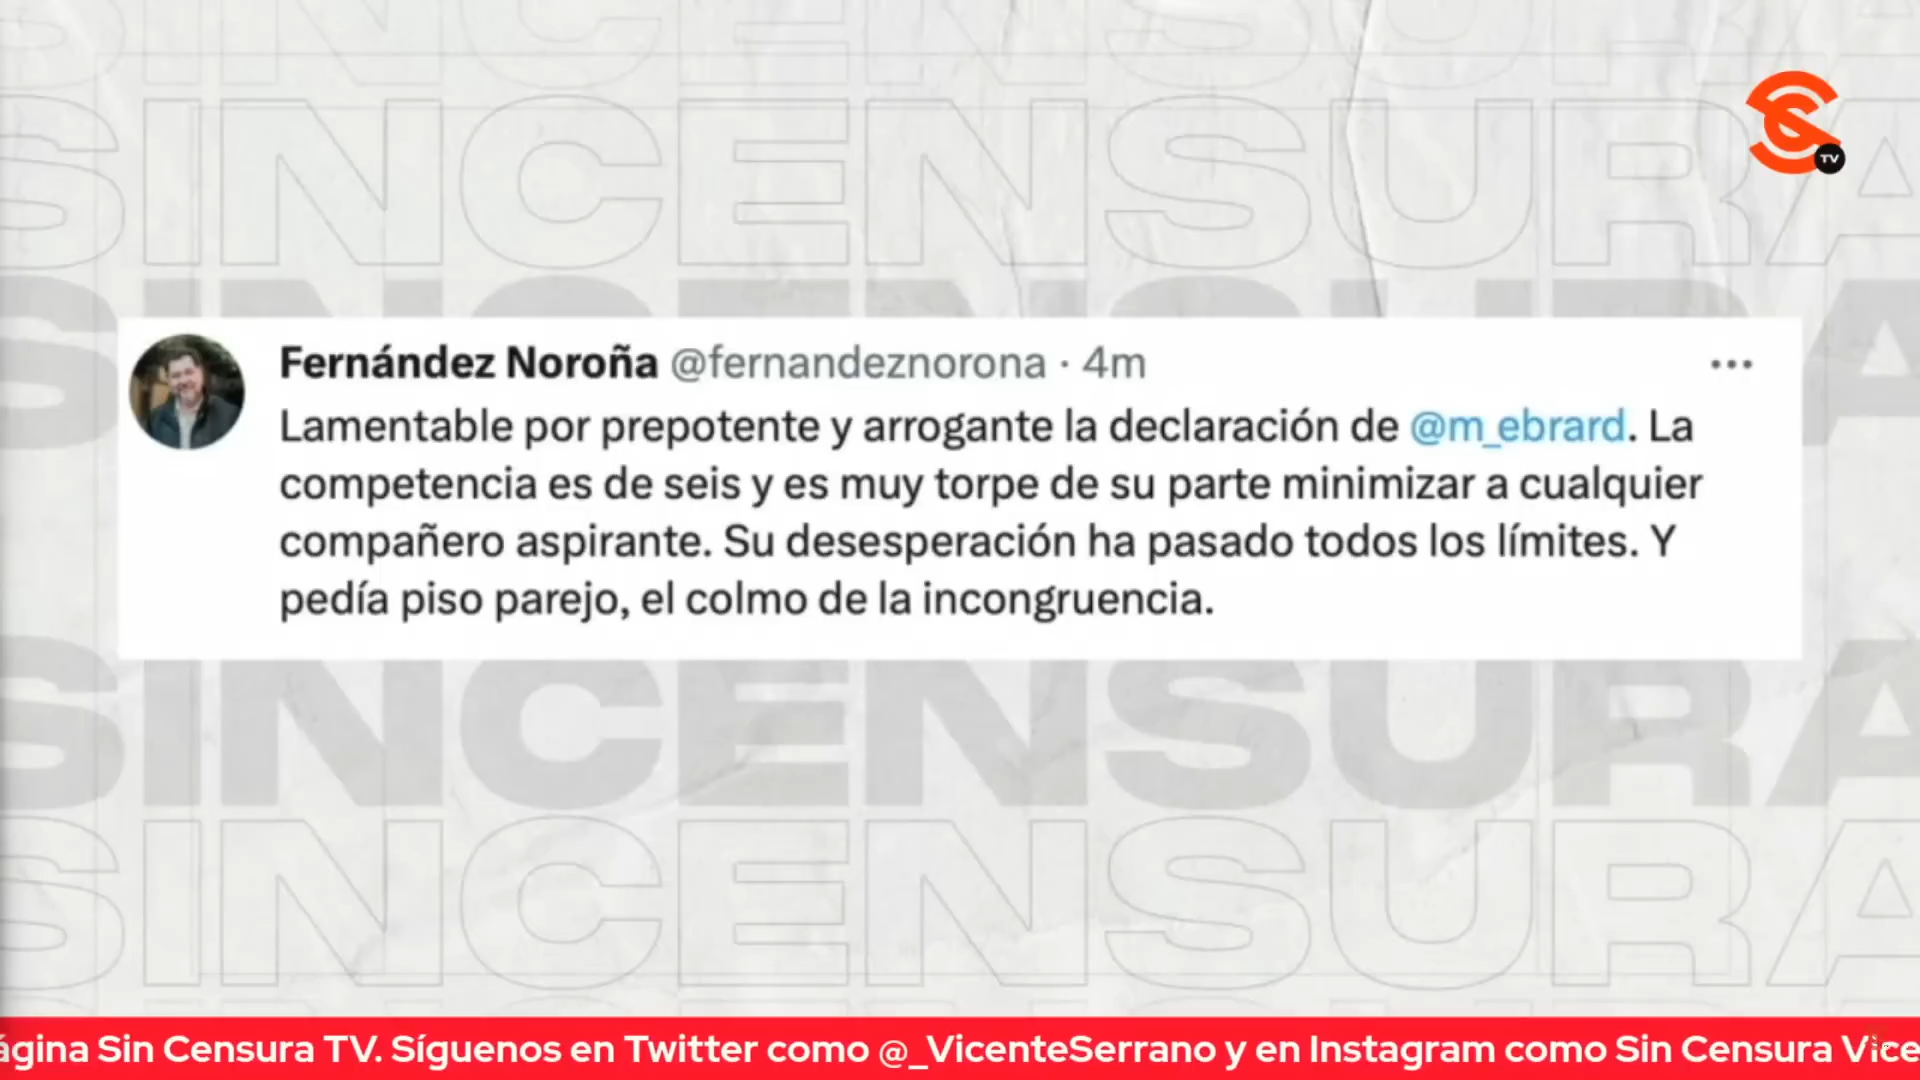 SINCENSURA
TV
SINCENSURA
Fernández Noroña @fernandeznorona · 4m
Lamentable por prepotente y arrogante la declaración de @m_ebrard. La
competencia es de seis y es muy torpe de su parte minimizar a cualquier
compañero aspirante. Su desesperación ha pasado todos los límites. Y
pedía piso parejo, el colmo de la incongruencia.
SINCENSURA
SINCENSURA
ágina Sin Censura TV. Síguenos en Twitter como @_VicenteSerrano y en Instagram como Sin Censura Vice